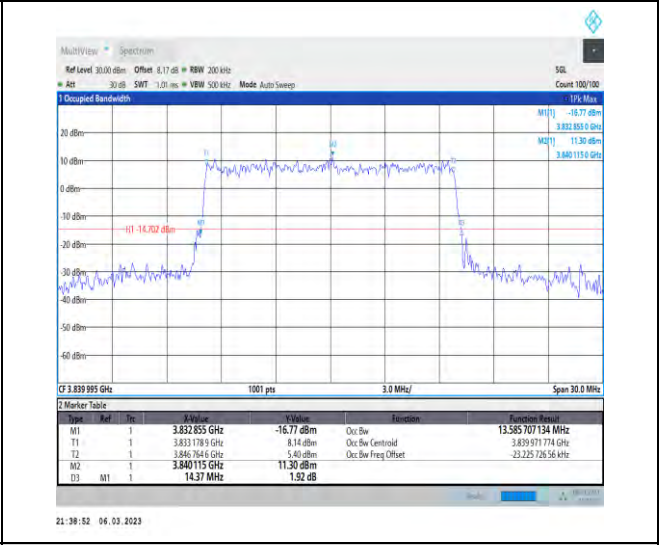 MultiView Spectrum
Ref Level 30.00 dBm Offset 8.17 dB RBW 200 kHz SGL
Att 30 dB SWT 1.01 ms VBW 500 kHz Mode Auto Sweep Count 100/100
1 Occupied Bandwidth 1Pk Max
M1[1] -16.77 dBm
3.832 855 0 GHz
M2[1] 11.30 dBm
3.840 115 0 GHz
20 dBm
10 dBm
0 dBm
-10 dBm
H1 -14.702 dBm
-20 dBm
-30 dBm
-40 dBm
-50 dBm
-60 dBm
T1
M2
T2
M1
D3
CF 3.839 995 GHz 1001 pts 3.0 MHz/ Span 30.0 MHz
2 Marker Table
Type Ref Trc X-Value Y-Value Function Function Result
M1 1 3.832 855 GHz -16.77 dBm Occ Bw 13.585 707 134 MHz
T1 1 3.833 178 9 GHz 8.14 dBm Occ Bw Centroid 3.839 971 774 GHz
T2 1 3.846 764 6 GHz 5.40 dBm Occ Bw Freq Offset -23.225 726 56 kHz
M2 1 3.840 115 GHz 11.30 dBm
D3 M1 1 14.37 MHz 1.92 dB
21:38:52 06.03.2023